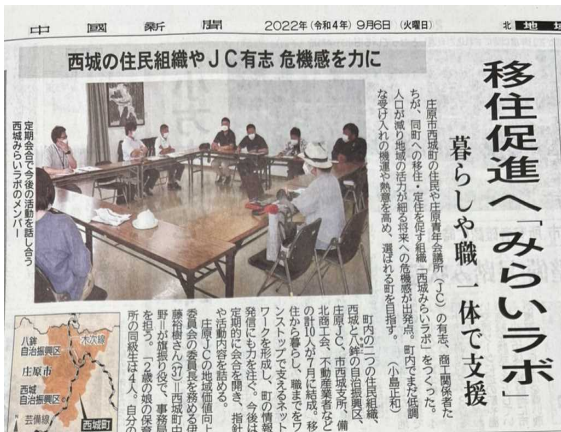 中國新聞
2022年(令和4年)9月6日(火曜日)
北
地域
西城の住民組織やJC有志 危機感を力に
移住促進へ「みらいラボ」
暮らしや職 一体で支援
定期会合で今後の活動を話し合う
西城みらいラボのメンバー
庄原市西城町の住民や庄原青年会議所(JC)の有志、商工関係者た
ちが、同町への移住・定住を促す組織「西城みらいラボ」をつくった。
人口が減り地域の活力が細る将来への危機感が出発点。町内でまだ低調
な受け入れの機運や熱意を高め、選ばれる町を目指す。
(小島正和)
町内の二つの住民組織、
西城と八鉾の自治振興区、
庄原JC、市西城支所、備
北商工会、不動産業者など
の計10人が7月に結成。移
住から暮らし、職までをワ
ンストップで支えるネット
ワークを形成し、町の情報
発信にも力を注ぐ。今後は
定期的に会合を開き、指針
や活動内容を詰める。
庄原JCの地域価値向上
委員会の委員長を務める伊
藤裕樹さん(37)=西城町中
野=が旗振り役で、事務局
を担う。「2歳の娘の保育
所の同級生は4人。自分の
八鉾
自治振興区
木次線
庄原市
西城
自治振興区
芸備線
西城町